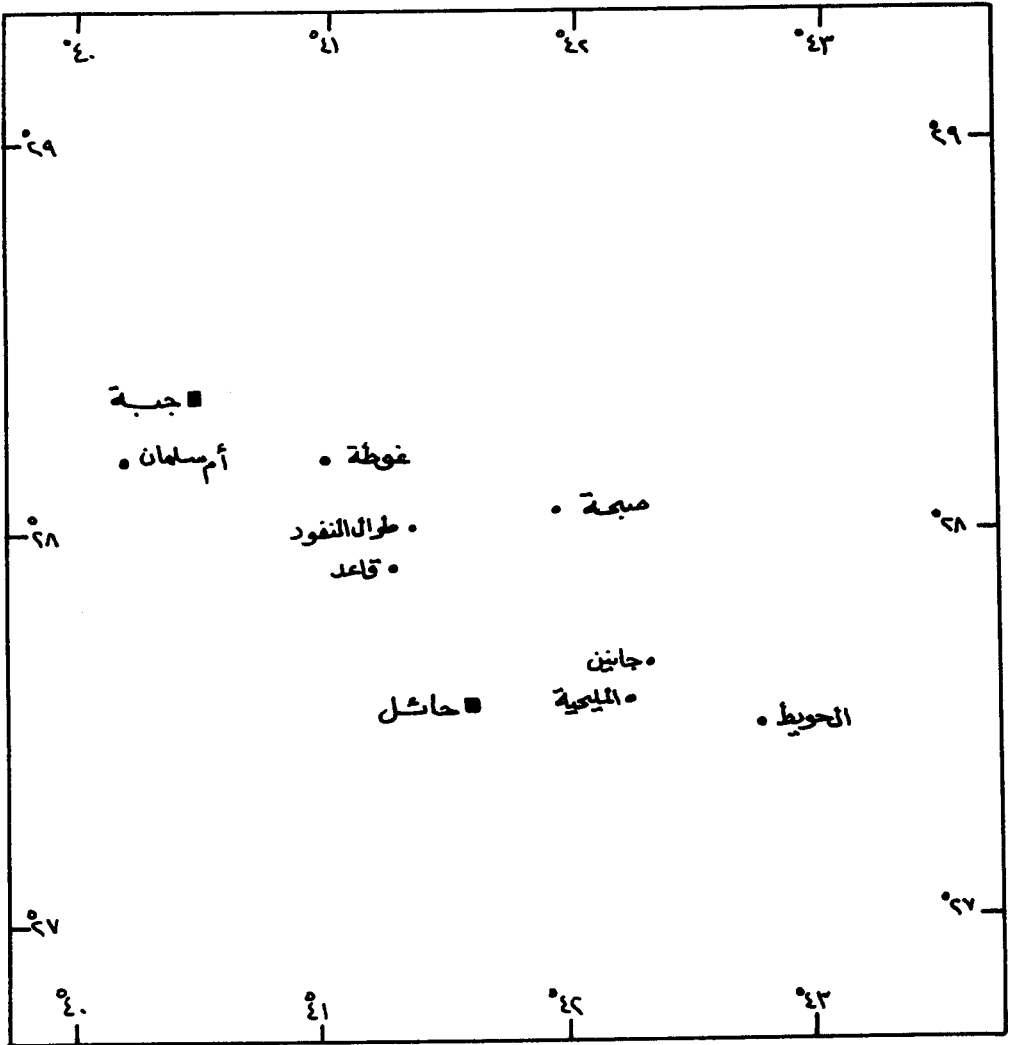 ٤٠°
٤١°
٤٢°
٤٣°
٢٩°
٢٩°
جبة
أم سلمان
غوطة
صبحة
طوال النفود
٢٨°
٢٨°
قاعد
جانين
المليحية
حائل
الحويط
٢٧°
٢٧°
٤٠°
٤١°
٤٢°
٤٣°